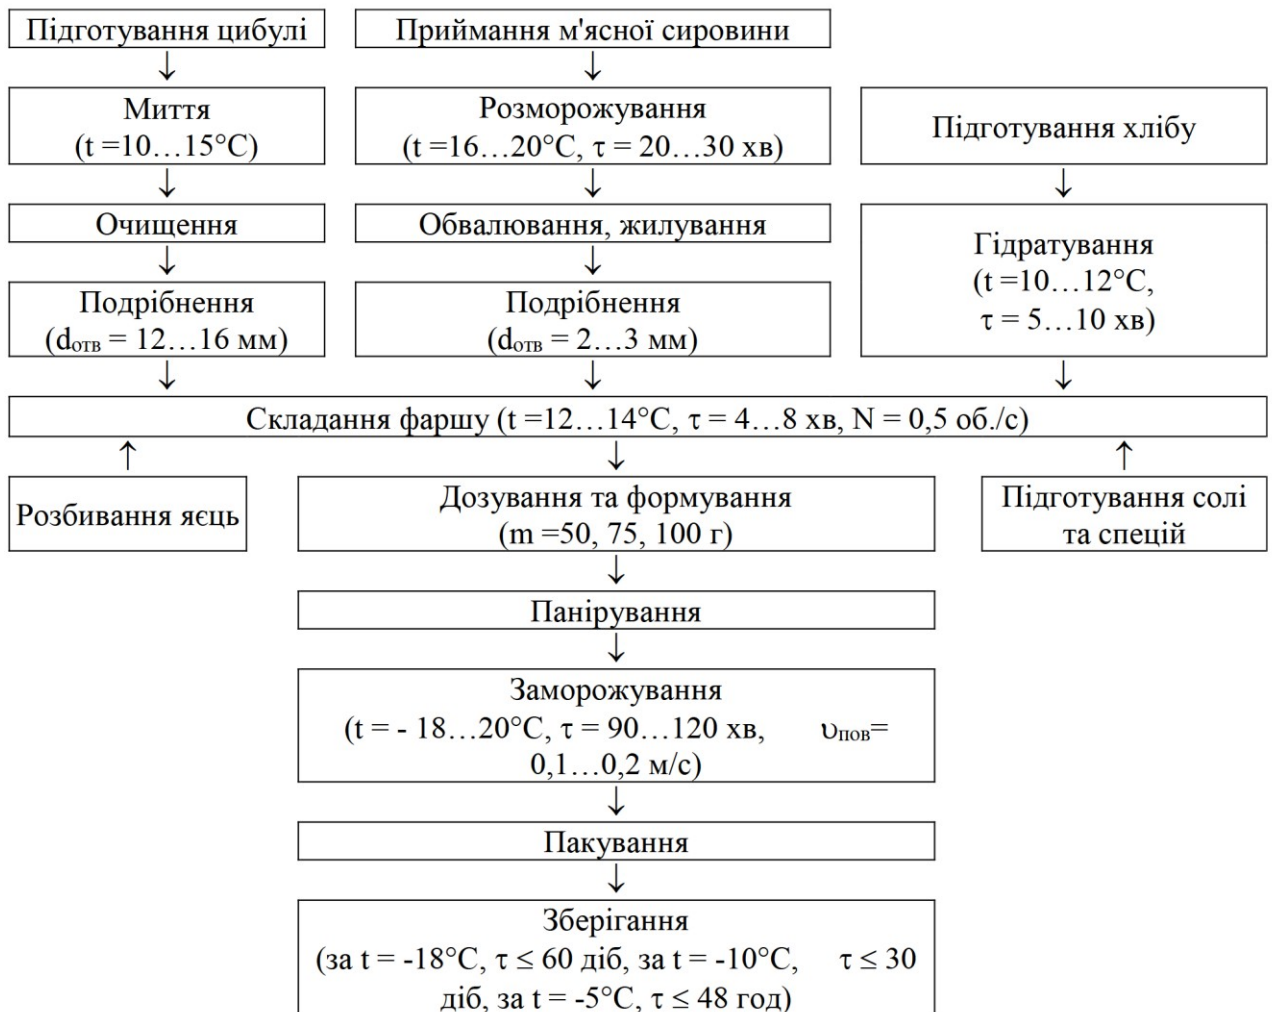 Підготування цибулі
Приймання м'ясної сировини
Миття
(t =10…15°C)
Розморожування
(t =16…20°C, τ = 20…30 хв)
Підготування хлібу
Очищення
Обвалювання, жилування
Гідратування
(t =10…12°C,
τ = 5…10 хв)
Подрібнення
(dотв = 12…16 мм)
Подрібнення
(dотв = 2…3 мм)
Складання фаршу (t =12…14°C, τ = 4…8 хв, N = 0,5 об./с)
Розбивання яєць
Дозування та формування
(m =50, 75, 100 г)
Підготування солі
та спецій
Панірування
Заморожування
(t = - 18…20°C, τ = 90…120 хв, υпов=
0,1…0,2 м/с)
Пакування
Зберігання
(за t = -18°C, τ ≤ 60 діб, за t = -10°C, τ ≤ 30
діб, за t = -5°C, τ ≤ 48 год)